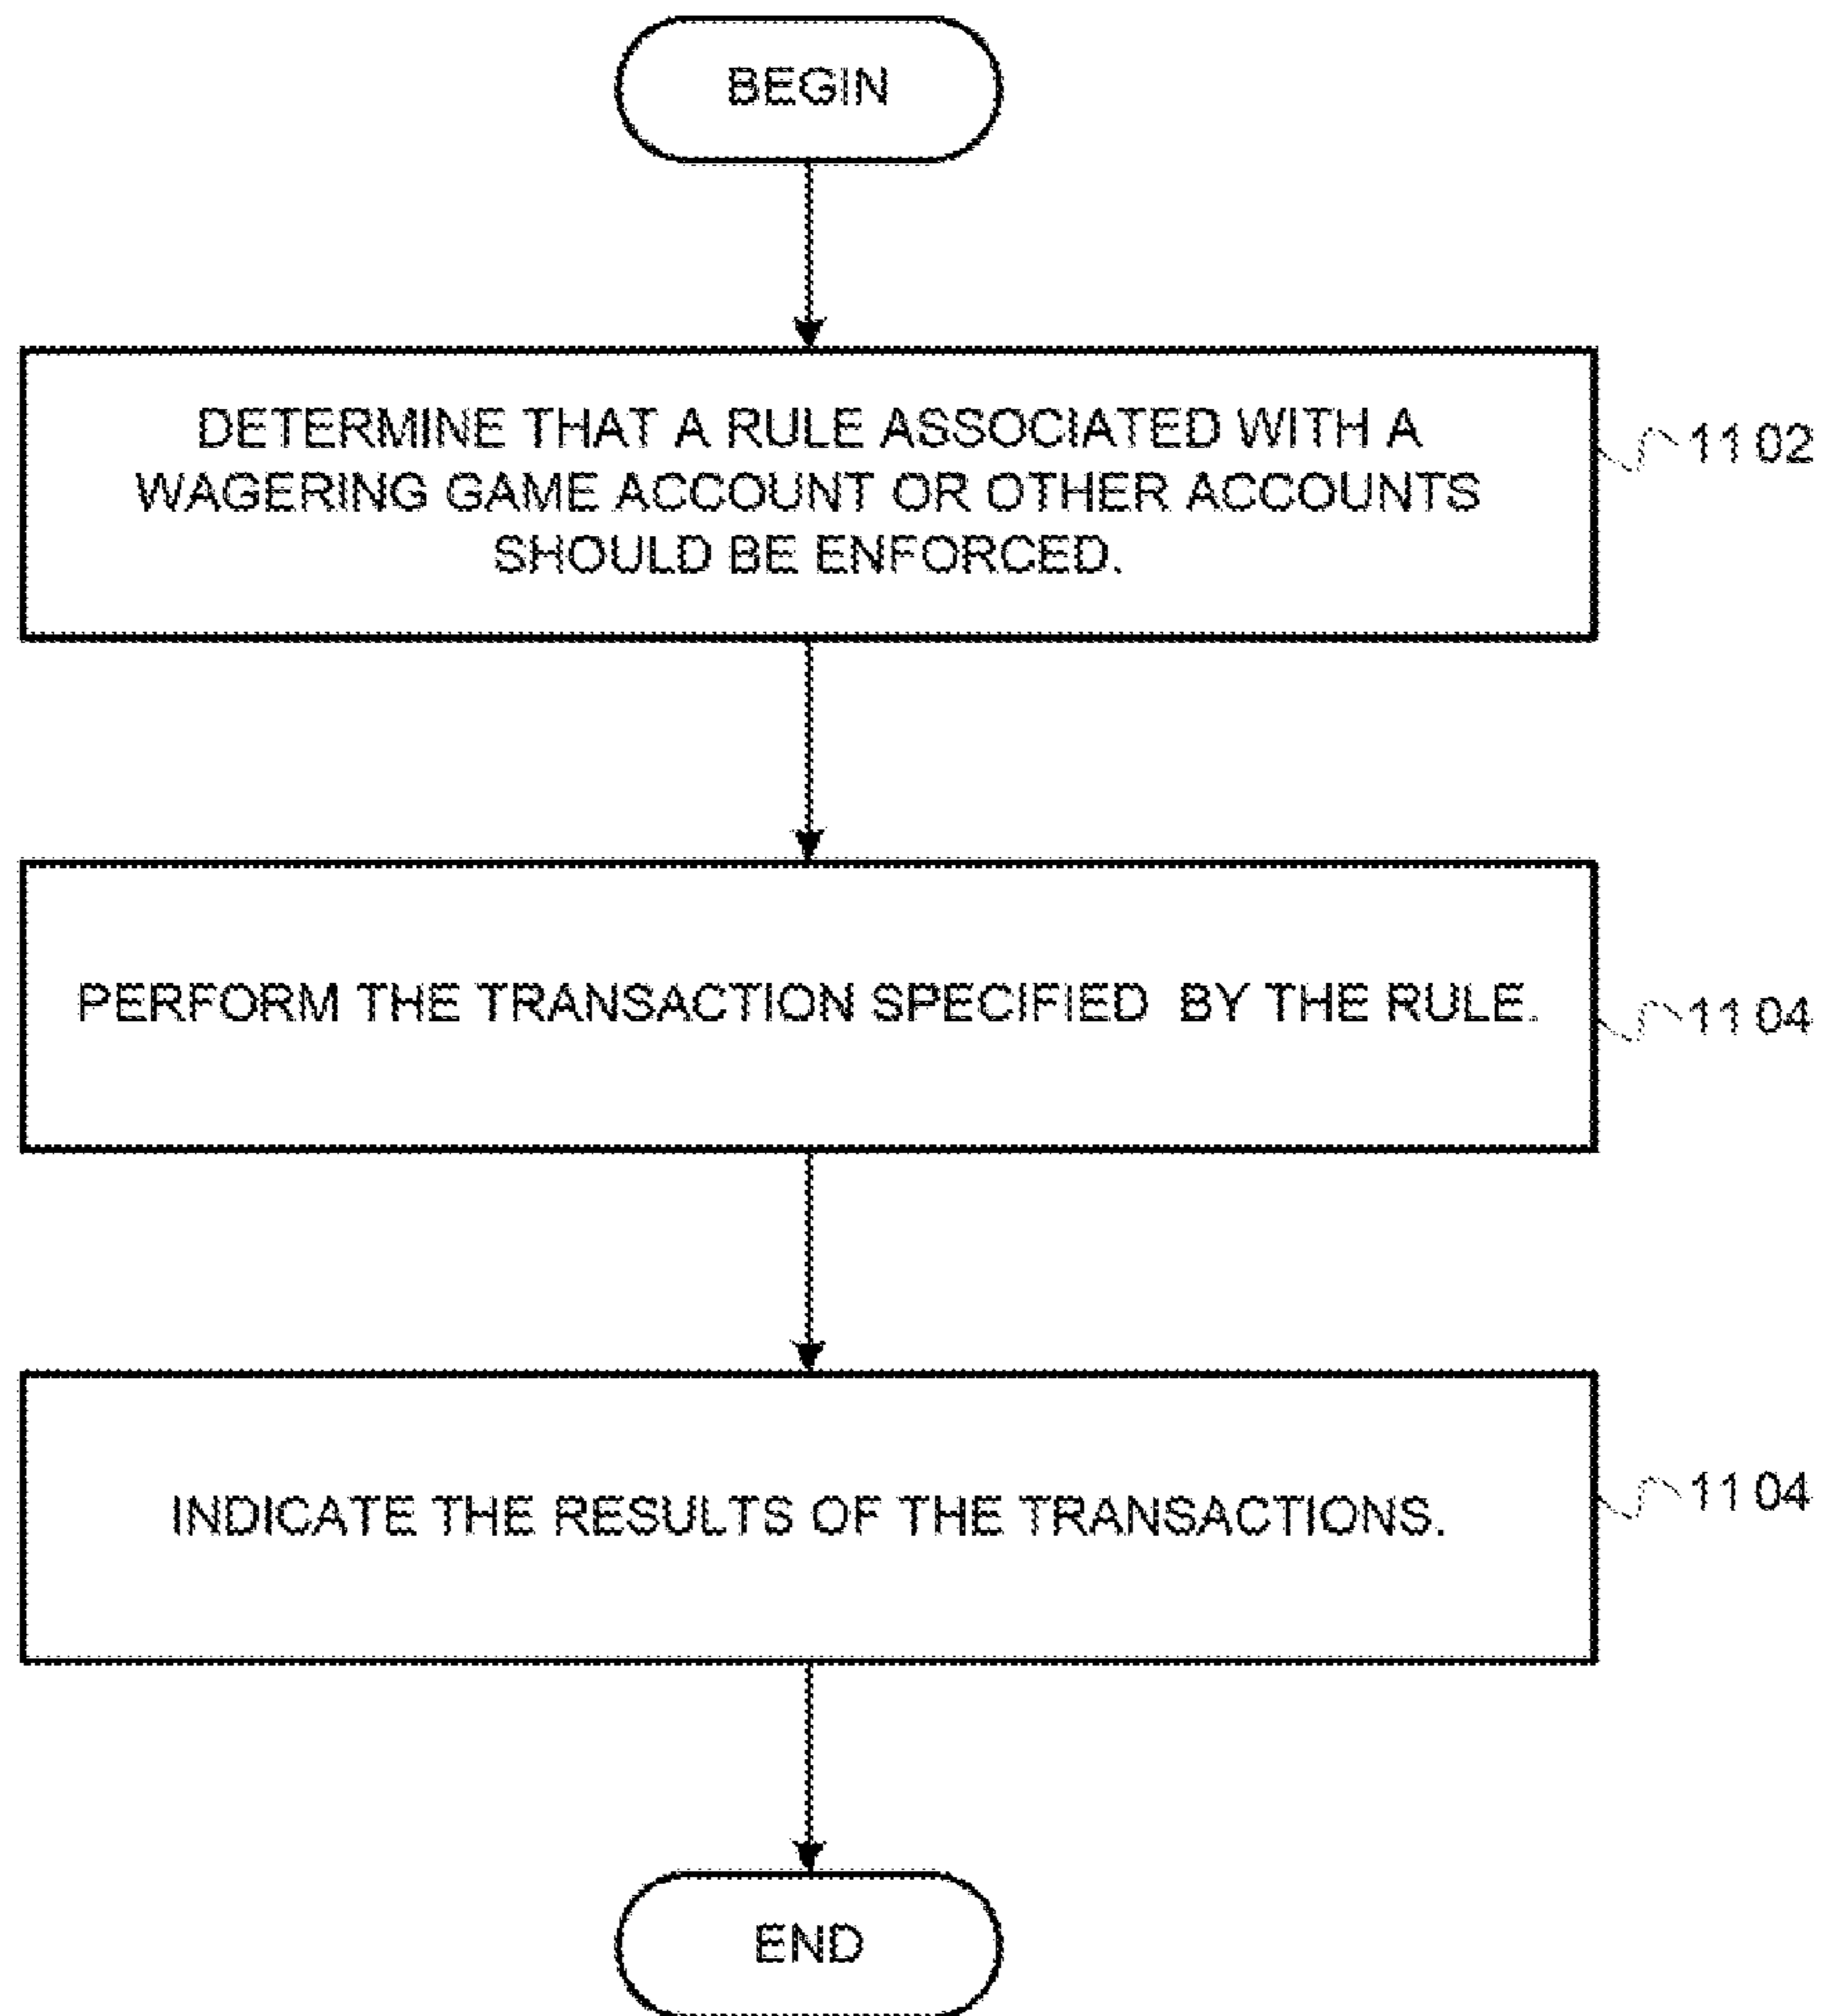 BEGIN
DETERMINE THAT A RULE ASSOCIATED WITH A
WAGERING GAME ACCOUNT OR OTHER ACCOUNTS
SHOULD BE ENFORCED.
1102
PERFORM THE TRANSACTION SPECIFIED BY THE RULE.
1104
INDICATE THE RESULTS OF THE TRANSACTIONS.
1104
END